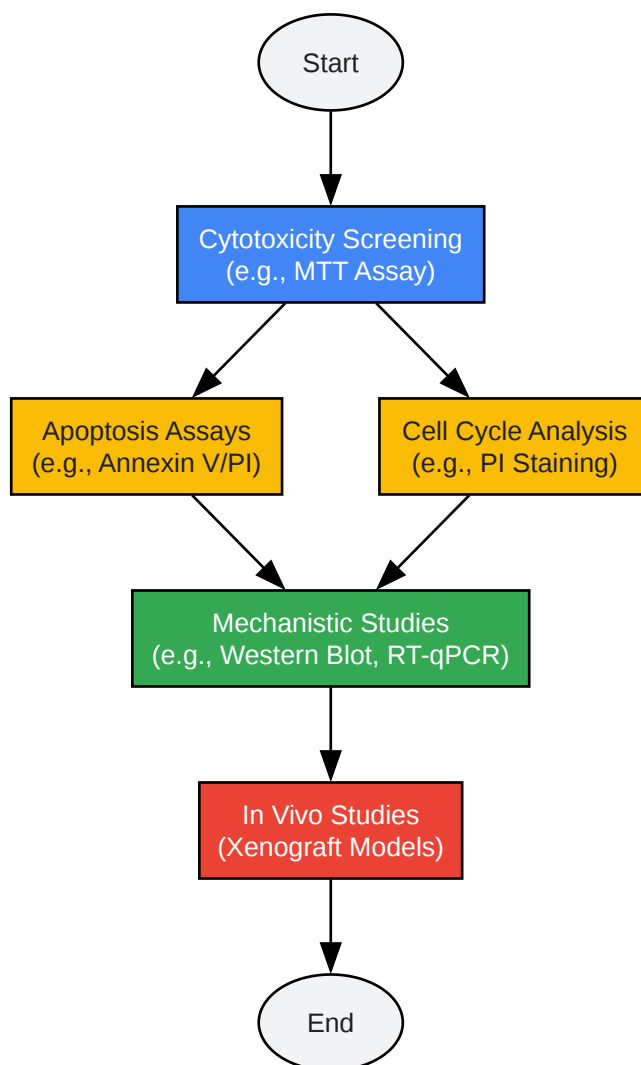 Start
Cytotoxicity Screening
(e.g., MTT Assay)
Apoptosis Assays
(e.g., Annexin V/PI)
Cell Cycle Analysis
(e.g., PI Staining)
Mechanistic Studies
(e.g., Western Blot, RT-qPCR)
In Vivo Studies
(Xenograft Models)
End